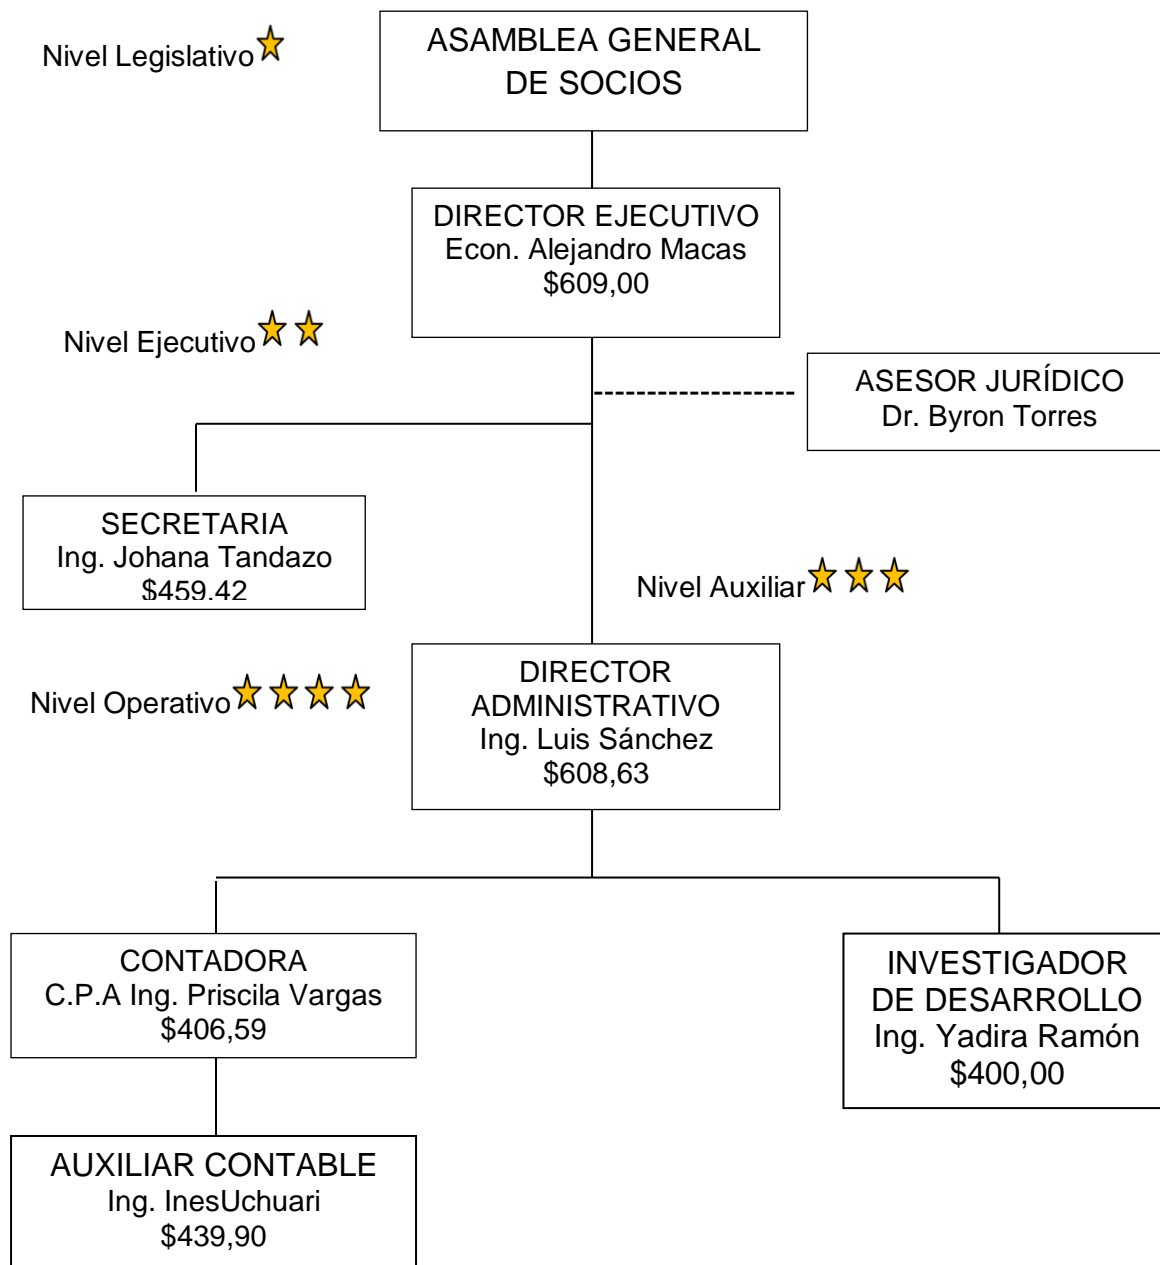 Nivel Legislativo
ASAMBLEA GENERAL
DE SOCIOS
DIRECTOR EJECUTIVO
Econ. Alejandro Macas
$609,00
Nivel Ejecutivo
ASESOR JURÍDICO
Dr. Byron Torres
SECRETARIA
Ing. Johana Tandazo
$459.42
Nivel Auxiliar
Nivel Operativo
DIRECTOR
ADMINISTRATIVO
Ing. Luis Sánchez
$608,63
CONTADORA
C.P.A Ing. Priscila Vargas
$406,59
INVESTIGADOR
DE DESARROLLO
Ing. Yadira Ramón
$400,00
AUXILIAR CONTABLE
Ing. InesUchuari
$439,90